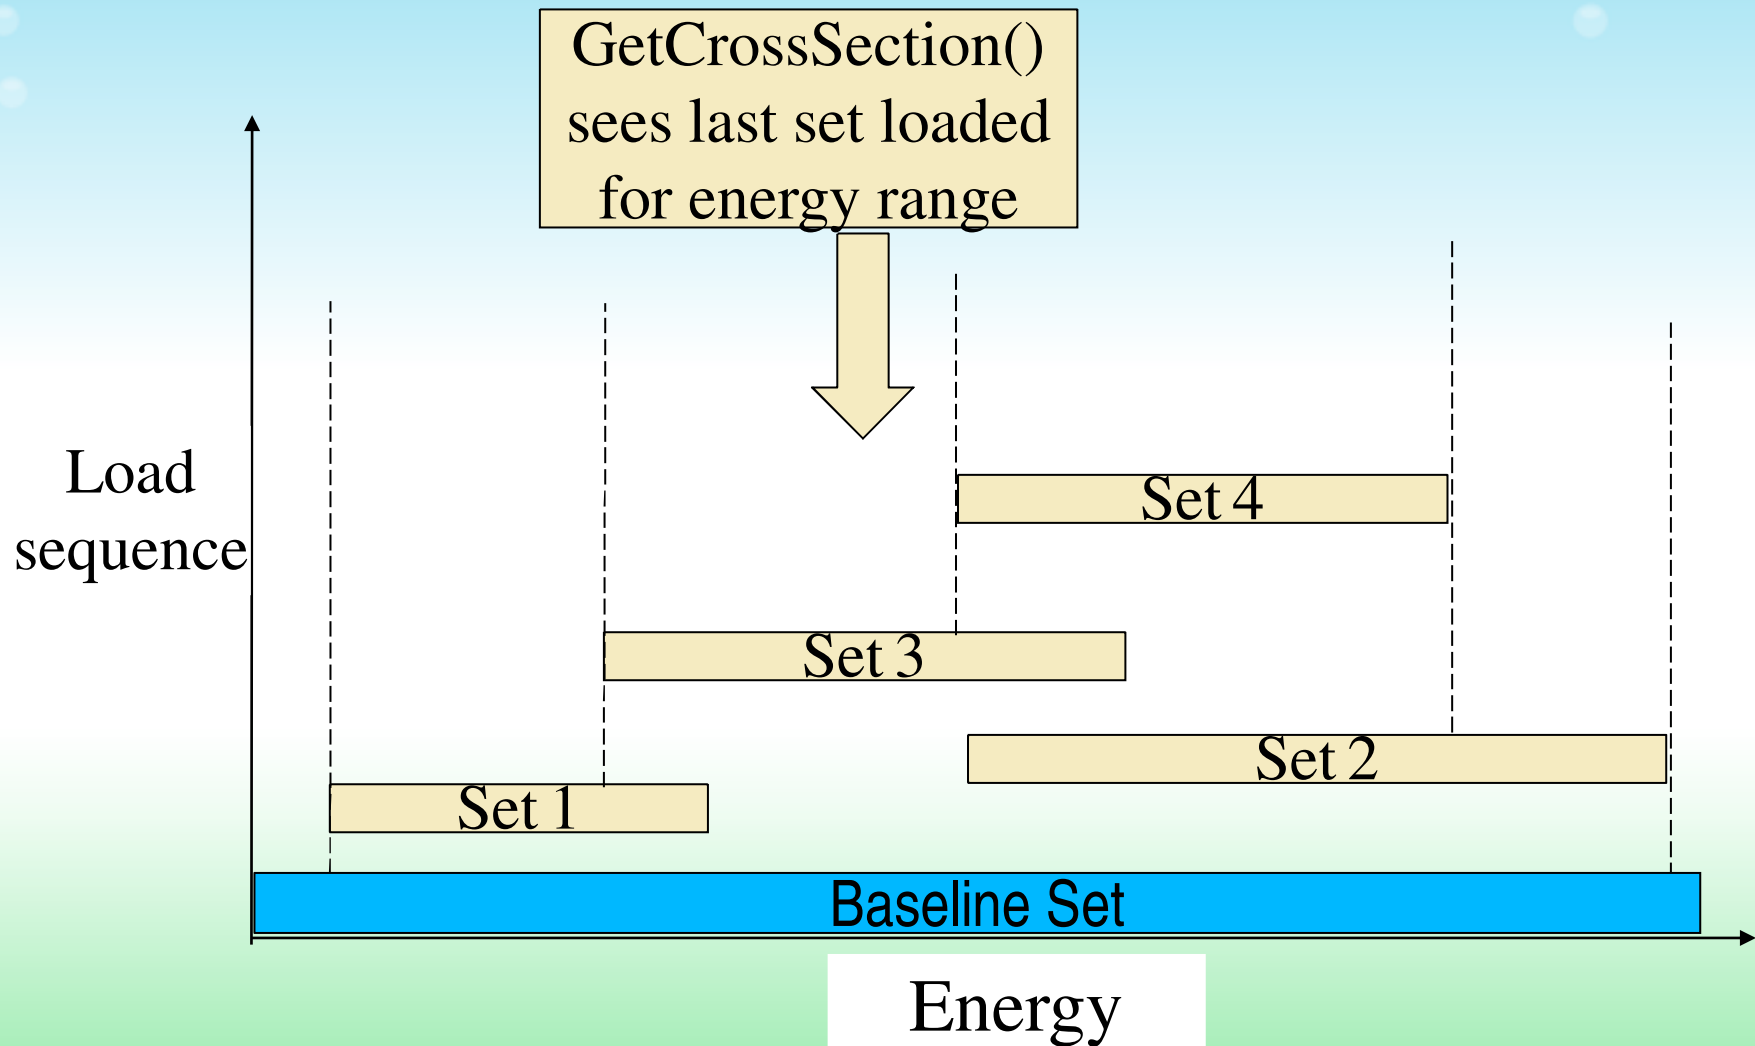 GetCrossSection()
sees last set loaded
for energy range
Load
sequence
Set 4
Set 3
Set 2
Set 1
Baseline Set
Energy